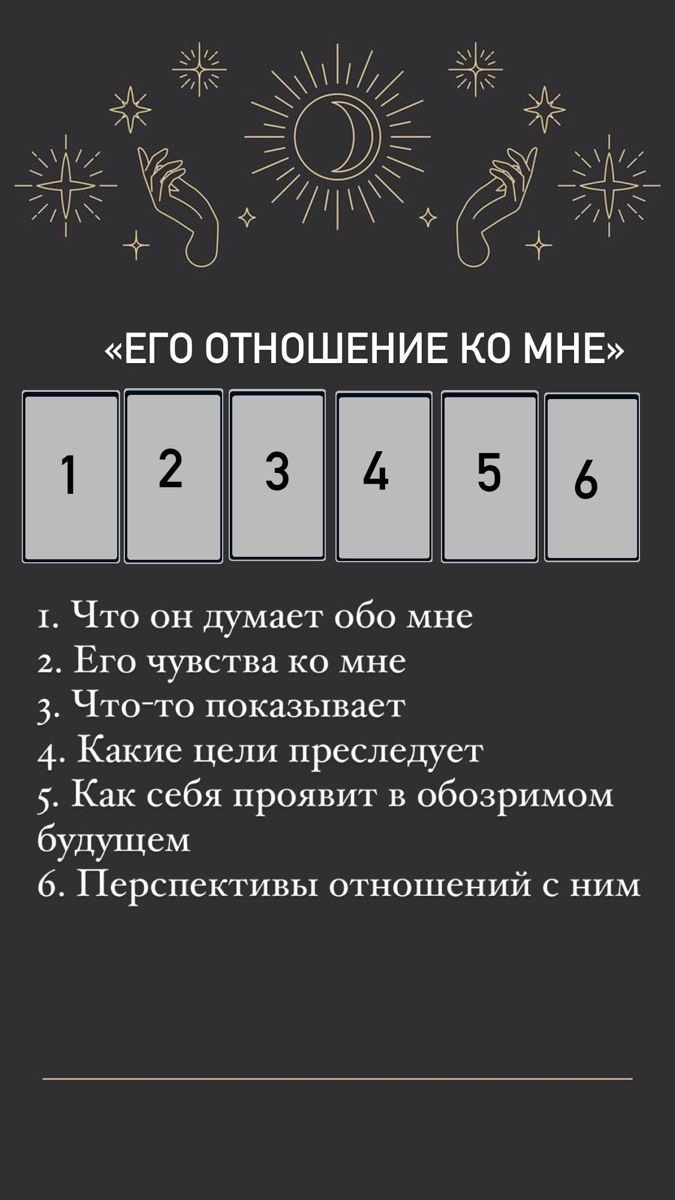 «ЕГО ОТНОШЕНИЕ КО МНЕ»
1 2 3 4 5 6
1. Что он думает обо мне
2. Его чувства ко мне
3. Что-то показывает
4. Какие цели преследует
5. Как себя проявит в обозримом
будущем
6. Перспективы отношений с ним